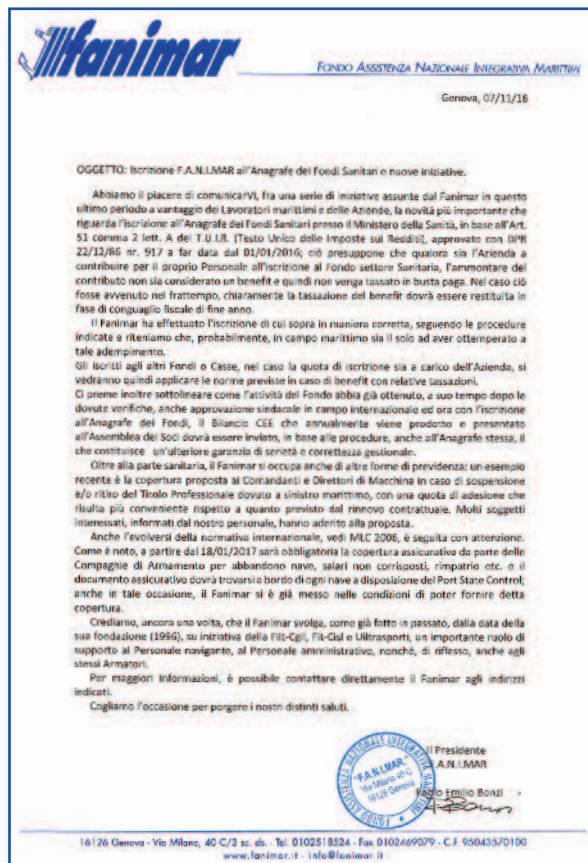 fanimar
FONDO ASSISTENZA NAZIONALE INTEGRATIVA MARITTIMI
Genova, 07/11/16
OGGETTO: Iscrizione F.A.N.I.MAR all'Anagrafe dei Fondi Sanitari e nuove iniziative.
Abbiamo il piacere di comunicarVi, fra una serie di iniziative assunte dal Fanimar in questo
ultimo periodo a vantaggio dei Lavoratori marittimi e delle Aziende, la novità più importante che
riguarda l'iscrizione all'Anagrafe dei Fondi Sanitari presso il Ministero della Sanità, in base all'Art.
51 comma 2 lett. A del T.U.I.R. (Testo Unico delle Imposte sui Redditi), approvato con DPR
22/12/86 nr. 917 a far data dal 01/01/2016; ciò presuppone che qualora sia l'Azienda a
contribuire per il proprio Personale all'iscrizione al Fondo settore Sanitaria, l'ammontare del
contributo non sia considerato un benefit e quindi non venga tassato in busta paga. Nel caso ciò
fosse avvenuto nel frattempo, chiaramente la tassazione del benefit dovrà essere restituita in
fase di conguaglio fiscale di fine anno.
Il Fanimar ha effettuato l'iscrizione di cui sopra in maniera corretta, seguendo le procedure
indicate e riteniamo che, probabilmente, in campo marittimo sia il solo ad aver ottemperato a
tale adempimento.
Gli iscritti agli altri Fondi o Casse, nel caso la quota di iscrizione sia a carico dell'Azienda, si
vedranno quindi applicare le norme previste in caso di benefit con relative tassazioni.
Ci preme inoltre sottolineare come l'attività del Fondo abbia già ottenuto, a suo tempo dopo le
dovute verifiche, anche approvazione sindacale in campo internazionale ed ora con l'iscrizione
all'Anagrafe dei Fondi, il Bilancio CEE che annualmente viene prodotto e presentato
all'Assemblea dei Soci dovrà essere inviato, in base alle procedure, anche all'Anagrafe stessa, il
che costituisce un'ulteriore garanzia di serietà e correttezza gestionale.
Oltre alla parte sanitaria, il Fanimar si occupa anche di altre forme di previdenza: un esempio
recente è la copertura proposta ai Comandanti e Direttori di Macchina in caso di sospensione
e/o ritiro del Titolo Professionale dovuto a sinistro marittimo, con una quota di adesione che
risulta più conveniente rispetto a quanto previsto dal rinnovo contrattuale. Molti soggetti
interessati, informati dal nostro personale, hanno aderito alla proposta.
Anche l'evolversi della normativa internazionale, vedi MLC 2006, è seguita con attenzione.
Come è noto, a partire dal 18/01/2017 sarà obbligatoria la copertura assicurativa da parte delle
Compagnie di Armamento per abbandono nave, salari non corrisposti, rimpatrio etc. e il
documento assicurativo dovrà trovarsi a bordo di ogni nave a disposizione del Port State Control;
anche in tale occasione, il Fanimar si è già messo nelle condizioni di poter fornire detta
copertura.
Crediamo, ancora una volta, che il Fanimar svolga, come già fatto in passato, dalla data della
sua fondazione (1996), su iniziativa della Filt-Cgil, Fit-Cisl e Uiltrasporti, un importante ruolo di
supporto al Personale navigante, al Personale amministrativo, nonché, di riflesso, anche agli
stessi Armatori.
Per maggiori informazioni, è possibile contattare direttamente il Fanimar agli indirizzi
indicati.
Cogliamo l'occasione per porgere i nostri distinti saluti.
Il Presidente
F.A.N.I.MAR
Paolo Emilio Bonzi
FONDO ASSISTENZA NAZIONALE INTEGRATIVA MARITTIMI
"F.A.N.I.MAR."
Via Milano 40 C
16126 Genova
16126 Genova - Via Milano, 40 C/3 sc. ds. - Tel. 0102518524 - Fax 0102469079 - C.F. 95043570100
www.fanimar.it - info@fanimar.it